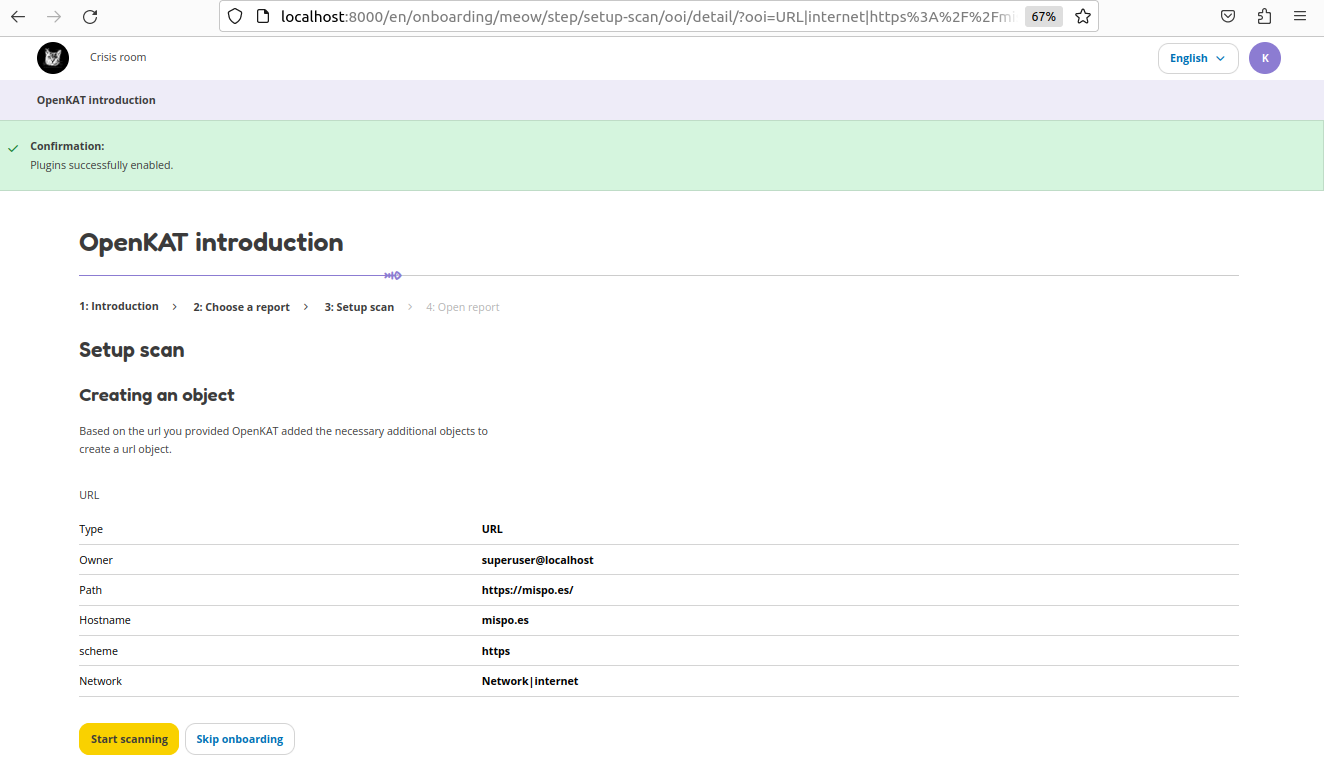 localhost:8000/en/onboarding/meow/step/setup-scan/ooi/detail/?ooi=URL|internet|https%3A%2F%2Fmi
67%
Crisis room
English
K
OpenKAT introduction
Confirmation:
Plugins successfully enabled.
OpenKAT introduction
1: Introduction > 2: Choose a report > 3: Setup scan > 4: Open report
Setup scan
Creating an object
Based on the url you provided OpenKAT added the necessary additional objects to
create a url object.
URL
Type URL
Owner superuser@localhost
Path https://mispo.es/
Hostname mispo.es
scheme https
Network Network|internet
Start scanning Skip onboarding